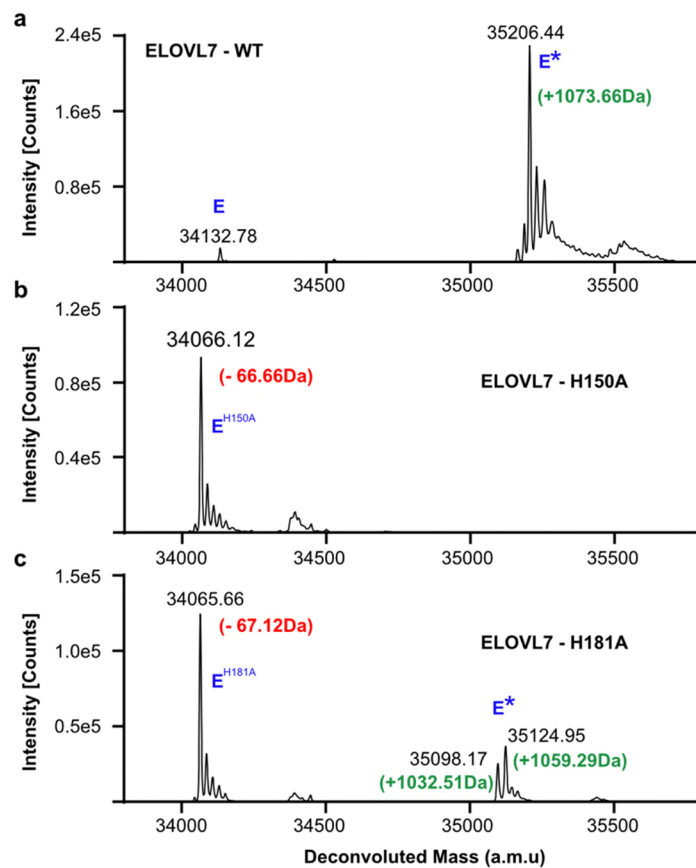 a
Intensity [Counts]
2.4e5
1.6e5
0.8e5
ELOVL7 - WT
35206.44
E*
(+1073.66Da)
E
34132.78
34000
34500
35000
35500
b
Intensity [Counts]
1.2e5
0.8e5
0.4e5
34066.12
(- 66.66Da)
ELOVL7 - H150A
E^H150A
34000
34500
35000
35500
c
Intensity [Counts]
1.5e5
1.0e5
0.5e5
34065.66
(- 67.12Da)
ELOVL7 - H181A
E^H181A
E*
35124.95
35098.17
(+1059.29Da)
(+1032.51Da)
34000
34500
35000
35500
Deconvoluted Mass (a.m.u)